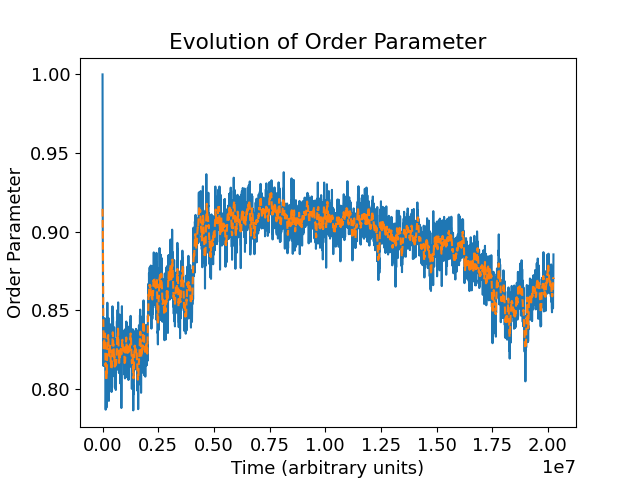 Evolution of Order Parameter
Order Parameter
1.00
0.95
0.90
0.85
0.80
0.00 0.25 0.50 0.75 1.00 1.25 1.50 1.75 2.00
1e7
Time (arbitrary units)